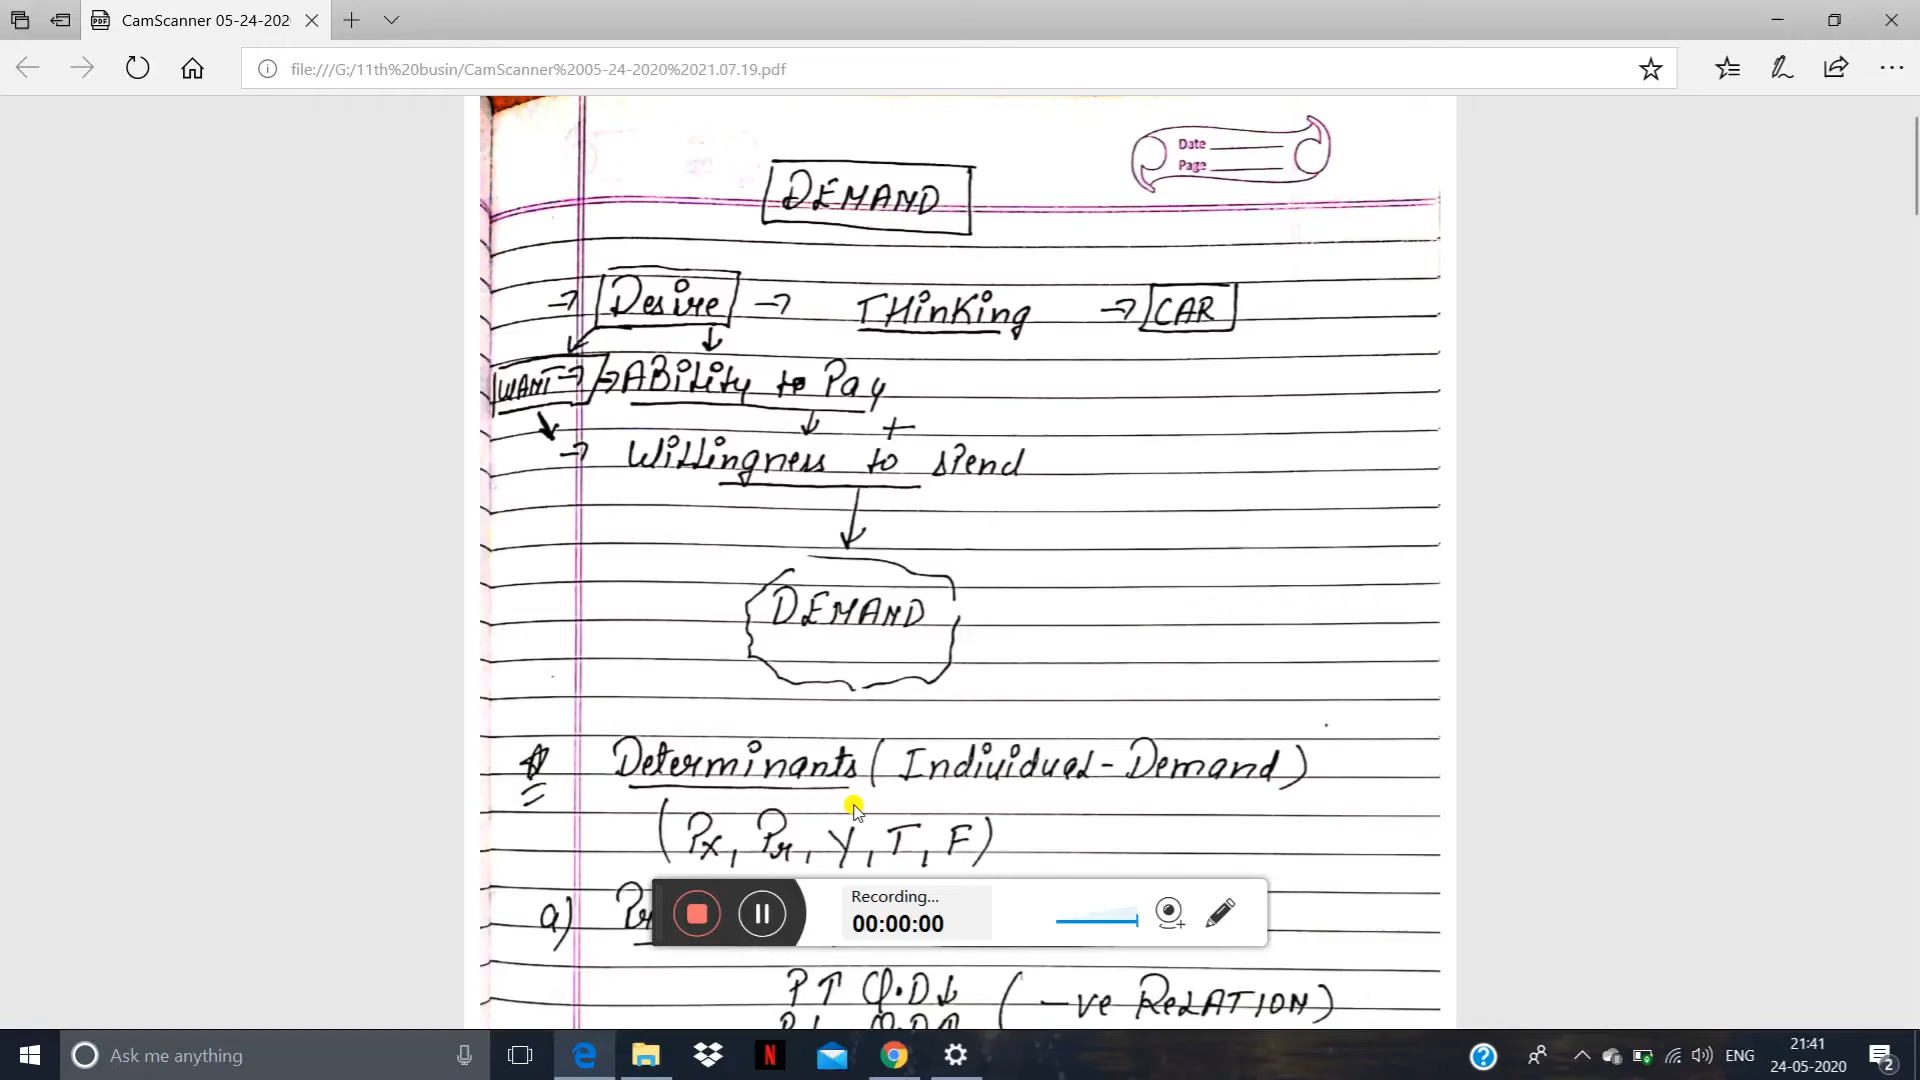 CamScanner 05-24-202
file:///G:/11th%20busin/CamScanner%2005-24-2020%2021.07.19.pdf
Date
Page
DEMAND
→ Desire → THinKing → CAR
WANT → → ABility to Pay
+
→ Willingness to spend
DEMAND
Determinants (Individual-Demand)
(Px, Pr, Y, T, F)
a) Pr
Recording...
00:00:00
P↑ Q.D↓ (-ve RELATION)
Ask me anything
ENG
21:41
24-05-2020
2